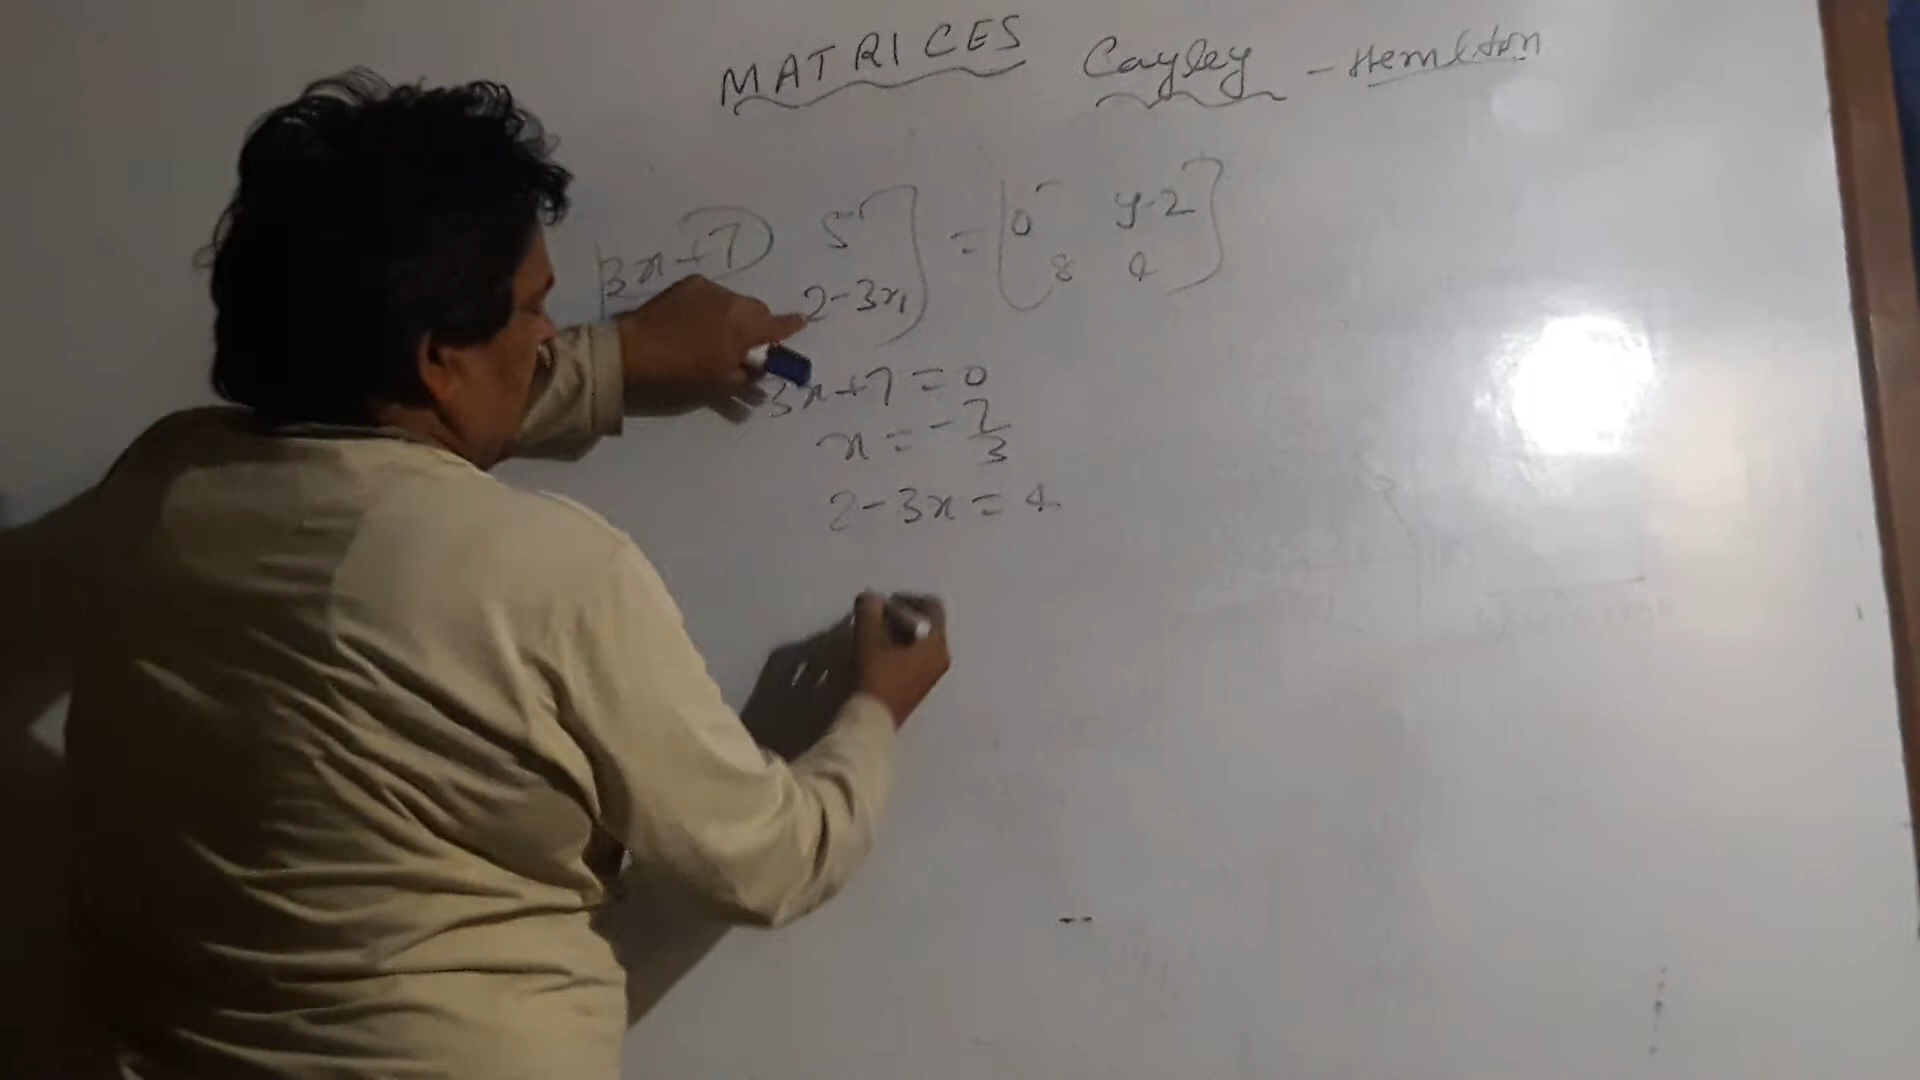 MATRICES Cayley - Hemlton
3x+7 5 = 0 y-2
2-3x 8 4
3x+7 = 0
x = -7/3
2-3x = 4